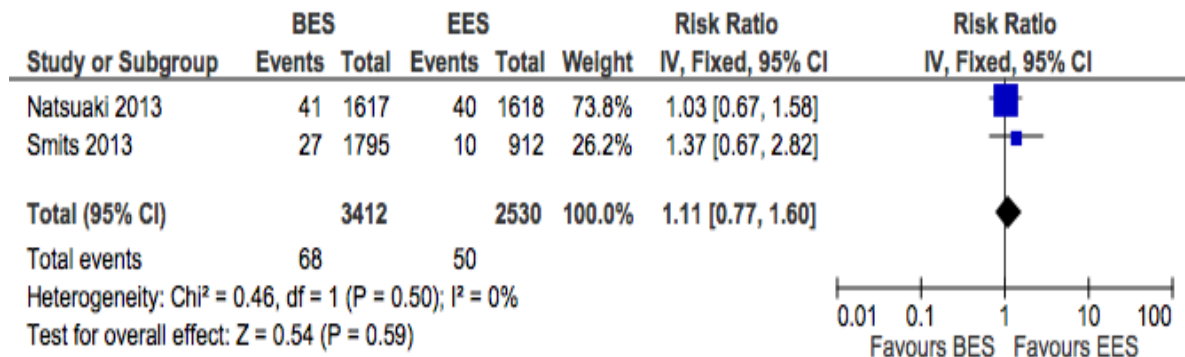 BES EES Risk Ratio Risk Ratio
Study or Subgroup Events Total Events Total Weight IV, Fixed, 95% CI IV, Fixed, 95% CI
Natsuaki 2013 41 1617 40 1618 73.8% 1.03 [0.67, 1.58]
Smits 2013 27 1795 10 912 26.2% 1.37 [0.67, 2.82]
Total (95% CI) 3412 2530 100.0% 1.11 [0.77, 1.60]
Total events 68 50
Heterogeneity: Chi² = 0.46, df = 1 (P = 0.50); I² = 0%
Test for overall effect: Z = 0.54 (P = 0.59)
0.01 0.1 1 10 100
Favours BES Favours EES